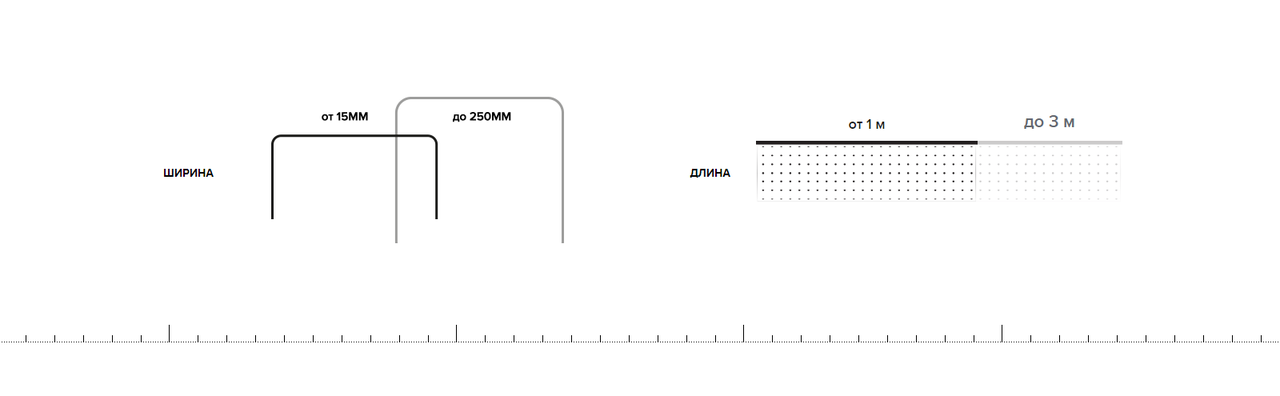 от 15ММ
до 250ММ
ШИРИНА
от 1 м
до 3 м
ДЛИНА